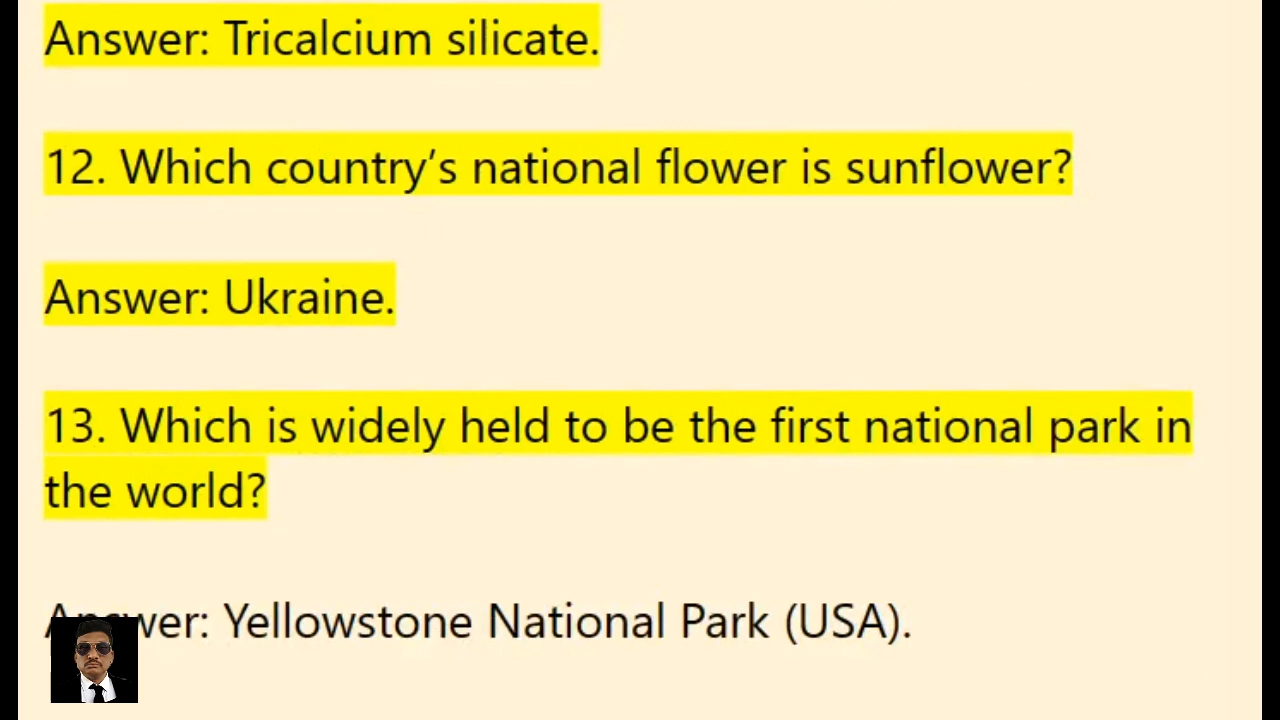 Answer: Tricalcium silicate.
12. Which country’s national flower is sunflower?
Answer: Ukraine.
13. Which is widely held to be the first national park in
the world?
Answer: Yellowstone National Park (USA).